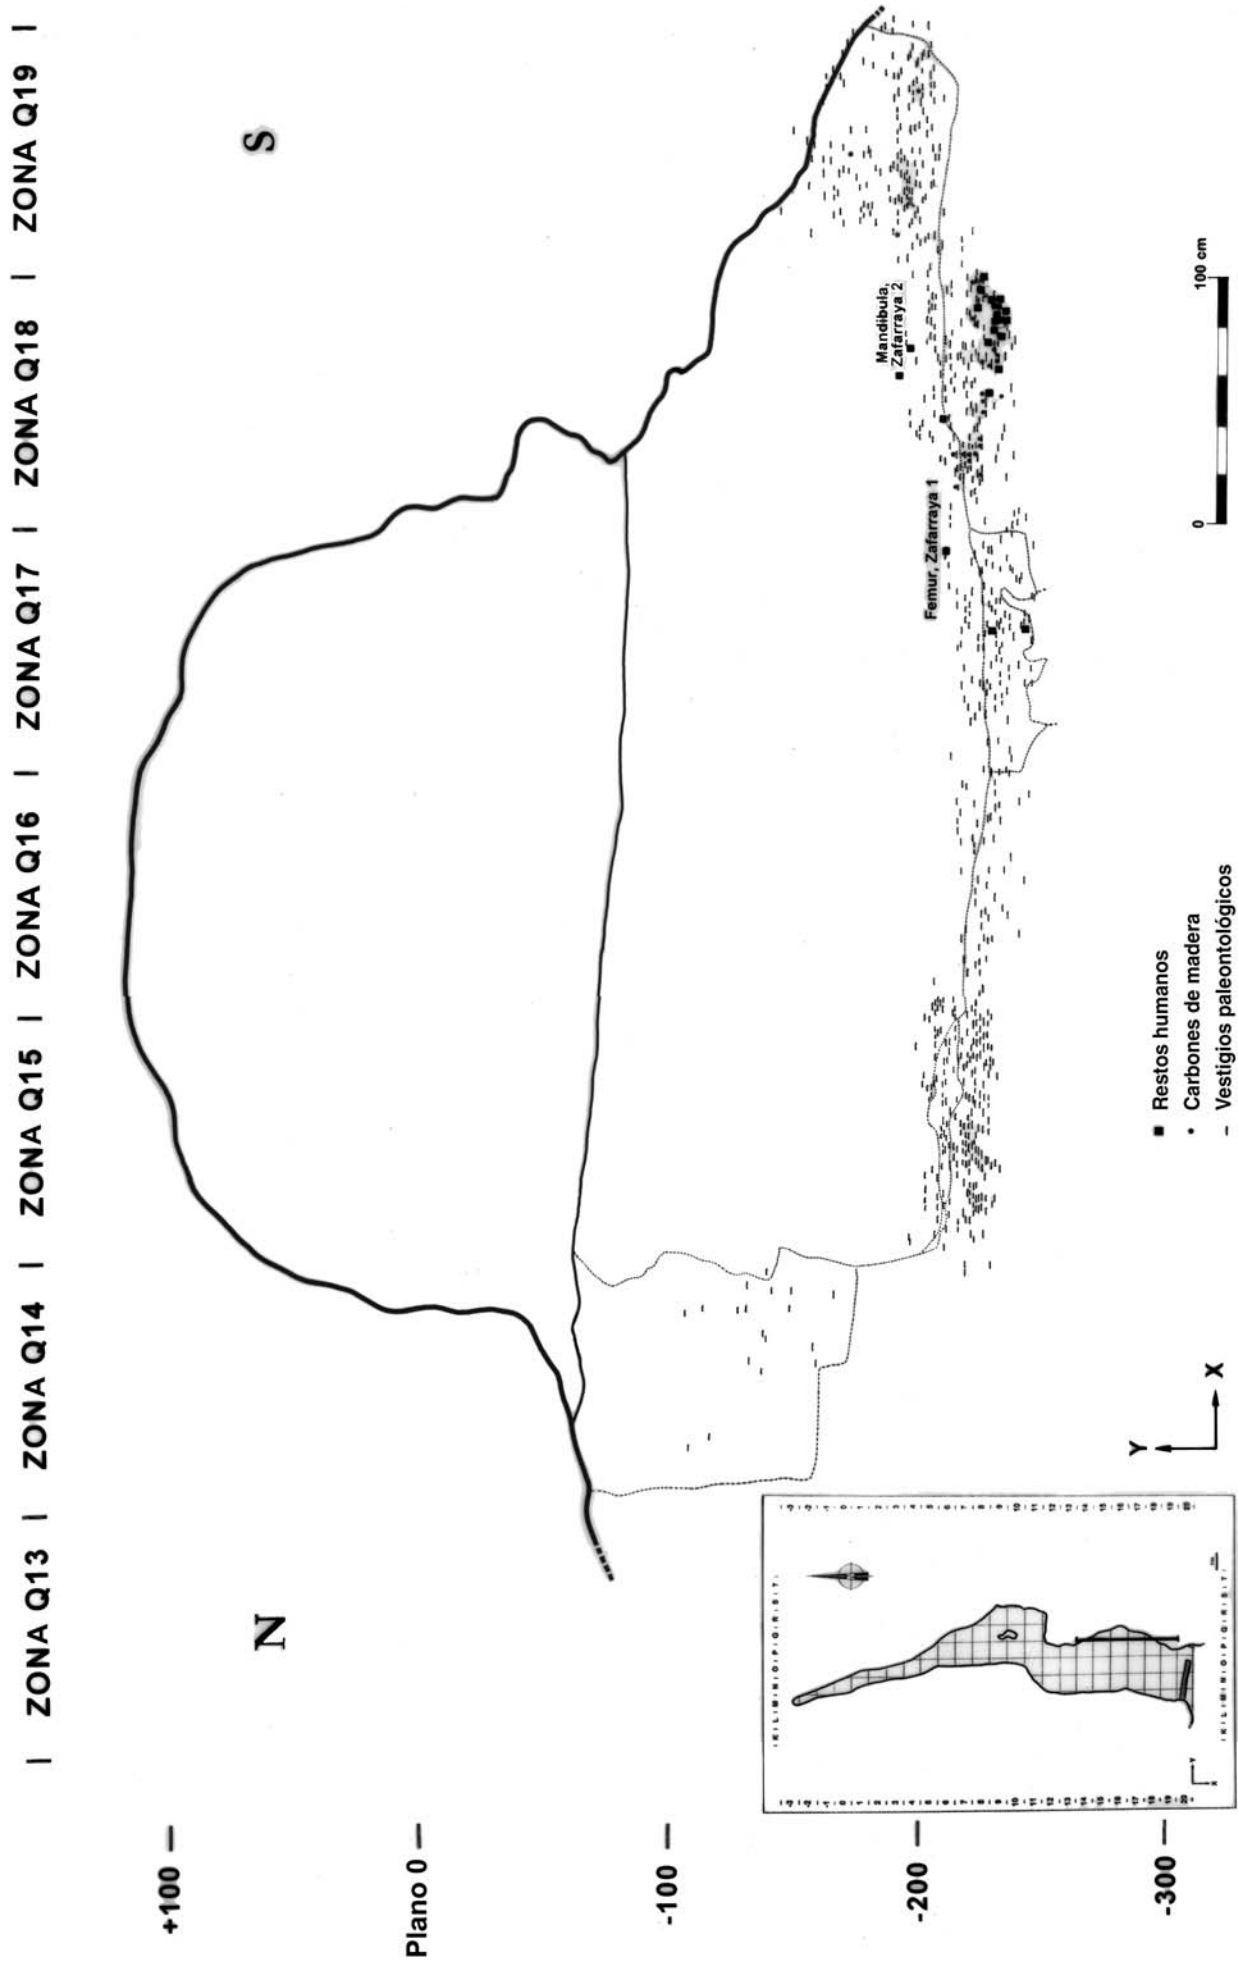 I ZONA Q13 I ZONA Q14 I ZONA Q15 I ZONA Q16 I ZONA Q17 I ZONA Q18 I ZONA Q19 I
N
S
+100
Plano 0
-100
-200
-300
Mandibula,
Zafarraya 2
Femur, Zafarraya 1
Y
X
Restos humanos
Carbones de madera
Vestigios paleontológicos
0
100 cm